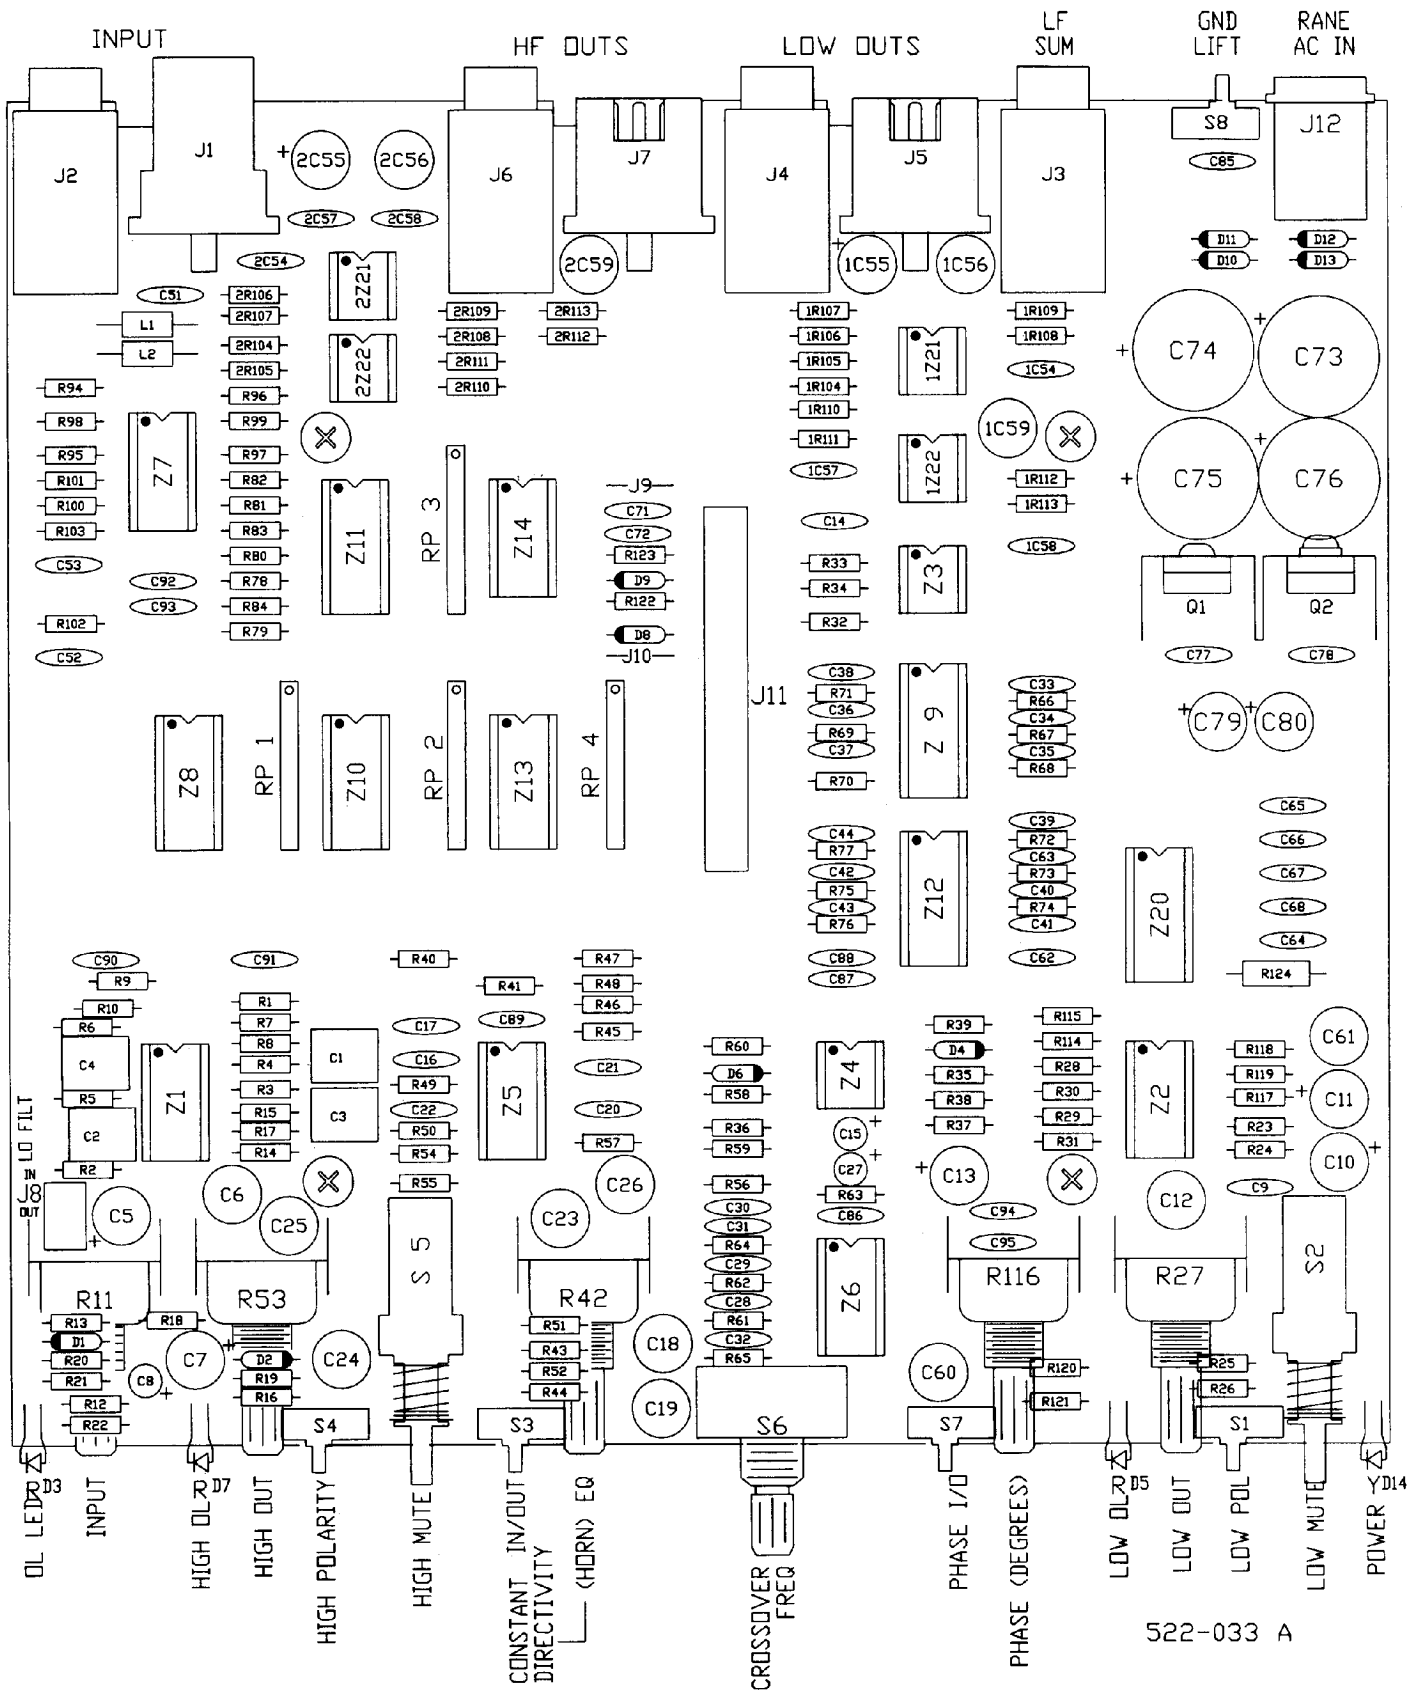 INPUT
HF OUTS
LOW OUTS
LF
SUM
GND
LIFT
RANE
AC IN
J2
J1
+
2C55
2C56
J6
J7
J4
J5
J3
S8
J12
C85
2C57
2C58
2C54
2C59
+
1C55
1C56
D11
D12
D10
D13
C51
L1
L2
2R106
2R107
2R104
2R105
R96
R99
R97
R82
R81
R83
R80
R78
R84
R79
2Z21
2Z22
2R109
2R108
2R111
2R110
2R113
2R112
1R107
1R106
1R105
1R104
1R110
1R111
1C57
1Z21
1Z22
1R109
1R108
1C54
1C59
1R112
1R113
1C58
+
C74
+
C73
+
C75
+
C76
R94
R98
R95
R101
R100
R103
C53
R102
C52
Z7
C92
C93
Z11
RP 3
Z14
J9
C71
C72
R123
D9
R122
D8
J10
C14
R33
R34
R32
Z3
Q1
Q2
C77
C78
Z8
RP 1
Z10
RP 2
Z13
RP 4
J11
C38
R71
C36
R69
C37
R70
Z 9
C33
R66
C34
R67
C35
R68
+
C79
+
C80
C44
R77
C42
R75
C43
R76
C88
C87
Z12
C39
R72
C63
R73
C40
R74
C41
C62
Z20
C65
C66
C67
C68
C64
R124
C90
R9
R10
R6
C4
R5
C2
R2
LO FILT
IN
J8
OUT
+
C5
Z1
C91
R1
R7
R8
R4
R3
R15
R17
R14
C6
C25
C1
C3
R40
C17
C16
R49
C22
R50
R54
R55
R41
C89
Z5
R47
R48
R46
R45
C21
C20
R57
C26
C23
R60
D6
R58
R36
R59
R56
C30
C31
R64
C29
R62
C28
R61
C32
R65
Z4
C15
+
C27
+
R63
C86
Z6
R39
D4
R35
R38
R37
+
C13
R115
R114
R28
R30
R29
R31
C94
C95
Z2
C12
R118
R119
R117
R23
R24
C9
C61
+
C11
C10
+
R11
R13
D1
R20
R21
R12
R22
R18
C7
+
C8
+
R53
D2
R19
R16
C24
S 5
R42
R51
R43
R52
R44
C18
C19
S6
C60
S7
R116
R120
R121
R27
R25
R26
S1
S2
S4
S3
D3
R
D7
R
D5
R
D14
Y
OL LED
INPUT
HIGH OL
HIGH OUT
HIGH POLARITY
HIGH MUTE
CONSTANT IN/OUT
DIRECTIVITY
(HORN) EQ
CROSSOVER
FREQ
PHASE I/O
PHASE (DEGREES)
LOW OL
LOW OUT
LOW POL
LOW MUTE
POWER
522-033 A